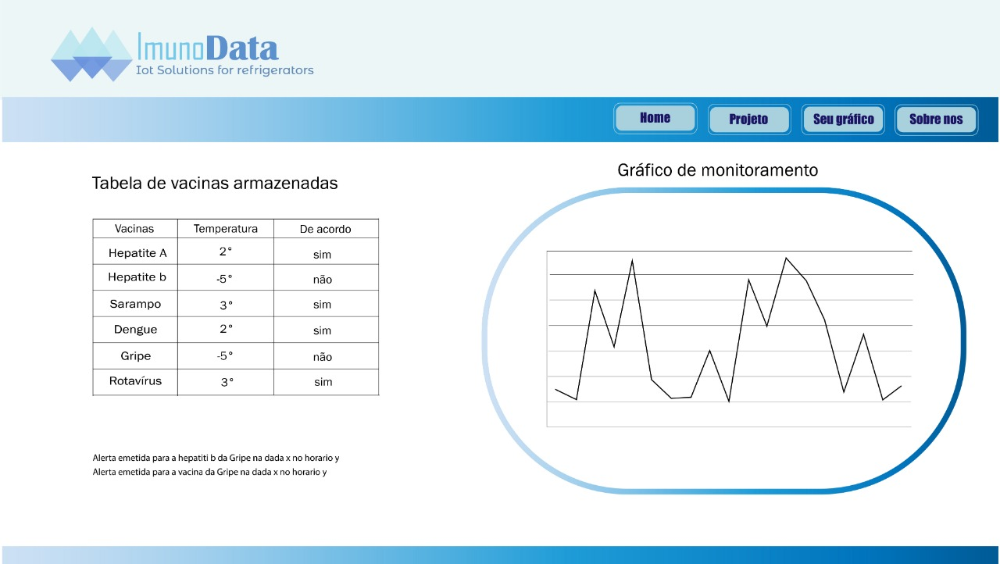 ImunoData
Iot Solutions for refrigerators
Home Projeto Seu gráfico Sobre nos
Tabela de vacinas armazenadas
Vacinas Temperatura De acordo
Hepatite A 2° sim
Hepatite b -5° não
Sarampo 3° sim
Dengue 2° sim
Gripe -5° não
Rotavírus 3° sim
Alerta emetida para a hepatiti b da Gripe na dada x no horario y
Alerta emetida para a vacina da Gripe na dada x no horario y
Gráfico de monitoramento